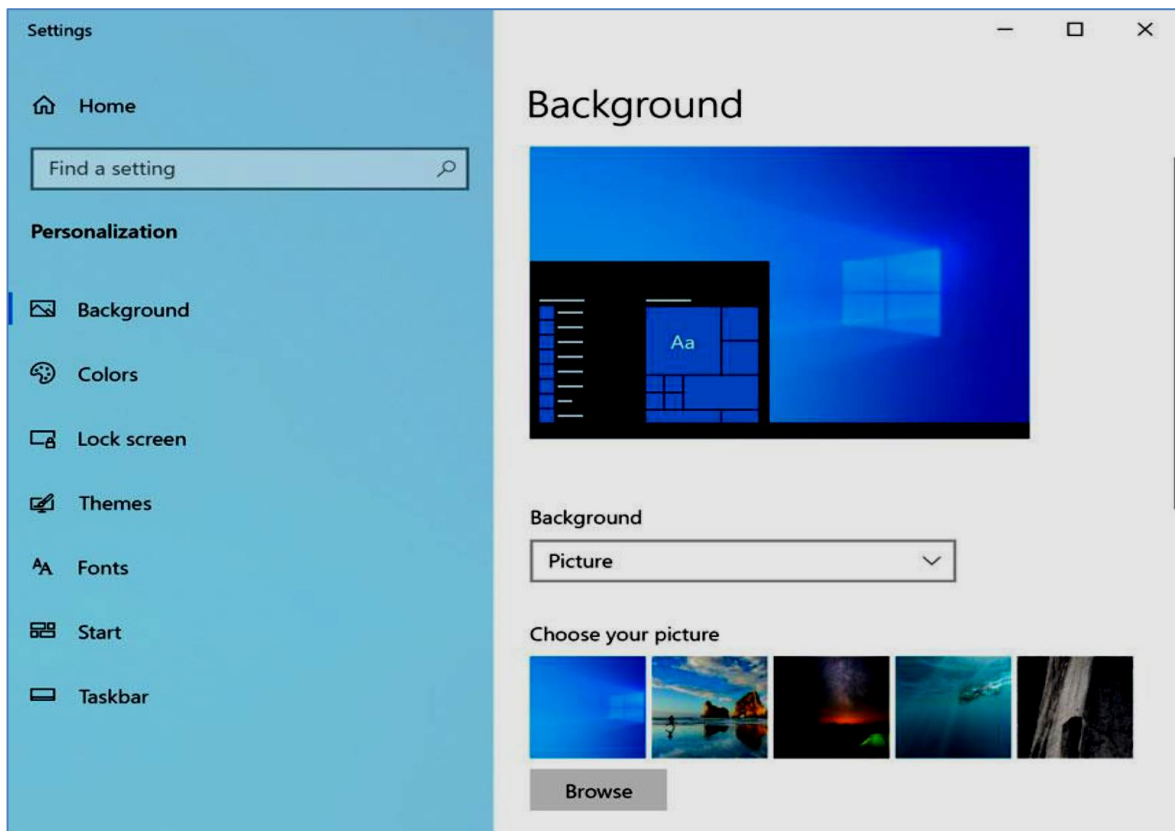 Settings
Home
Find a setting
Personalization
Background
Colors
Lock screen
Themes
Fonts
Start
Taskbar
Background
Aa
Background
Picture
Choose your picture
Browse